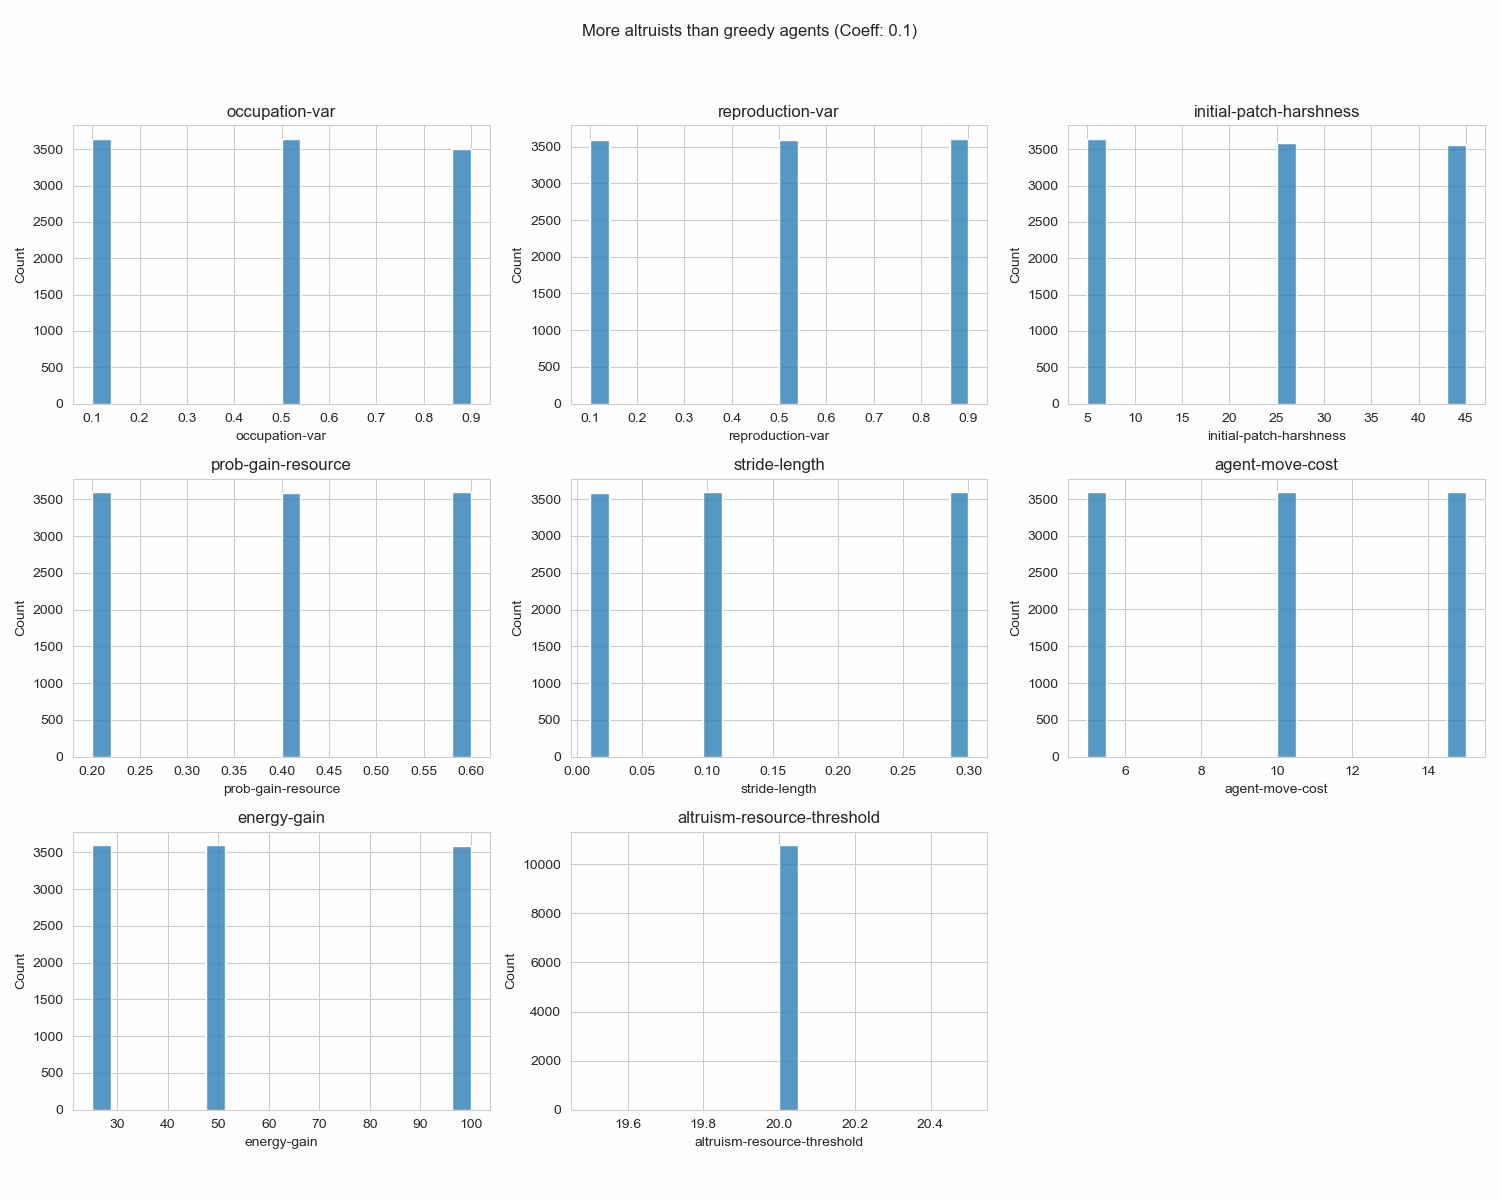 More altruists than greedy agents (Coeff: 0.1)
occupation-var
3500
3000
2500
2000
1500
1000
500
0
Count
0.1 0.2 0.3 0.4 0.5 0.6 0.7 0.8 0.9
occupation-var
reproduction-var
3500
3000
2500
2000
1500
1000
500
0
Count
0.1 0.2 0.3 0.4 0.5 0.6 0.7 0.8 0.9
reproduction-var
initial-patch-harshness
3500
3000
2500
2000
1500
1000
500
0
Count
5 10 15 20 25 30 35 40 45
initial-patch-harshness
prob-gain-resource
3500
3000
2500
2000
1500
1000
500
0
Count
0.20 0.25 0.30 0.35 0.40 0.45 0.50 0.55 0.60
prob-gain-resource
stride-length
3500
3000
2500
2000
1500
1000
500
0
Count
0.00 0.05 0.10 0.15 0.20 0.25 0.30
stride-length
agent-move-cost
3500
3000
2500
2000
1500
1000
500
0
Count
6 8 10 12 14
agent-move-cost
energy-gain
3500
3000
2500
2000
1500
1000
500
0
Count
30 40 50 60 70 80 90 100
energy-gain
altruism-resource-threshold
10000
8000
6000
4000
2000
0
Count
19.6 19.8 20.0 20.2 20.4
altruism-resource-threshold